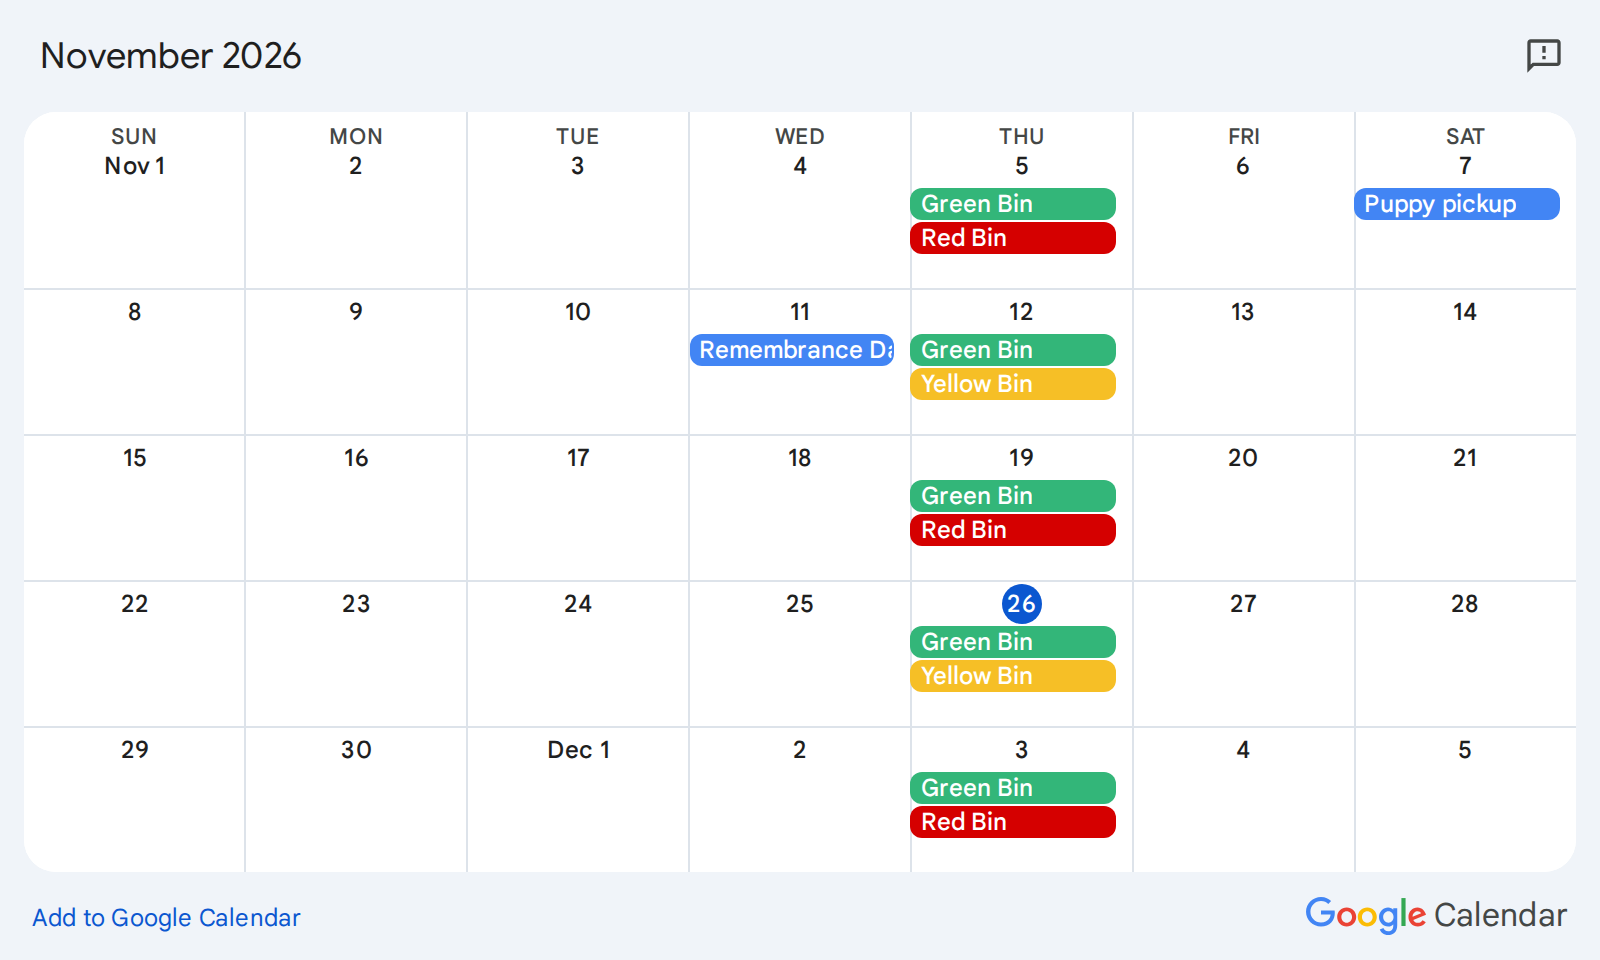 November 2026
SUN MON TUE WED THU FRI SAT
Nov 1 2 3 4 5 6 7
Green Bin Puppy pickup
Red Bin
8 9 10 11 12 13 14
Remembrance Da Green Bin
Yellow Bin
15 16 17 18 19 20 21
Green Bin
Red Bin
22 23 24 25 26 27 28
Green Bin
Yellow Bin
29 30 Dec 1 2 3 4 5
Green Bin
Red Bin
Add to Google Calendar Google Calendar